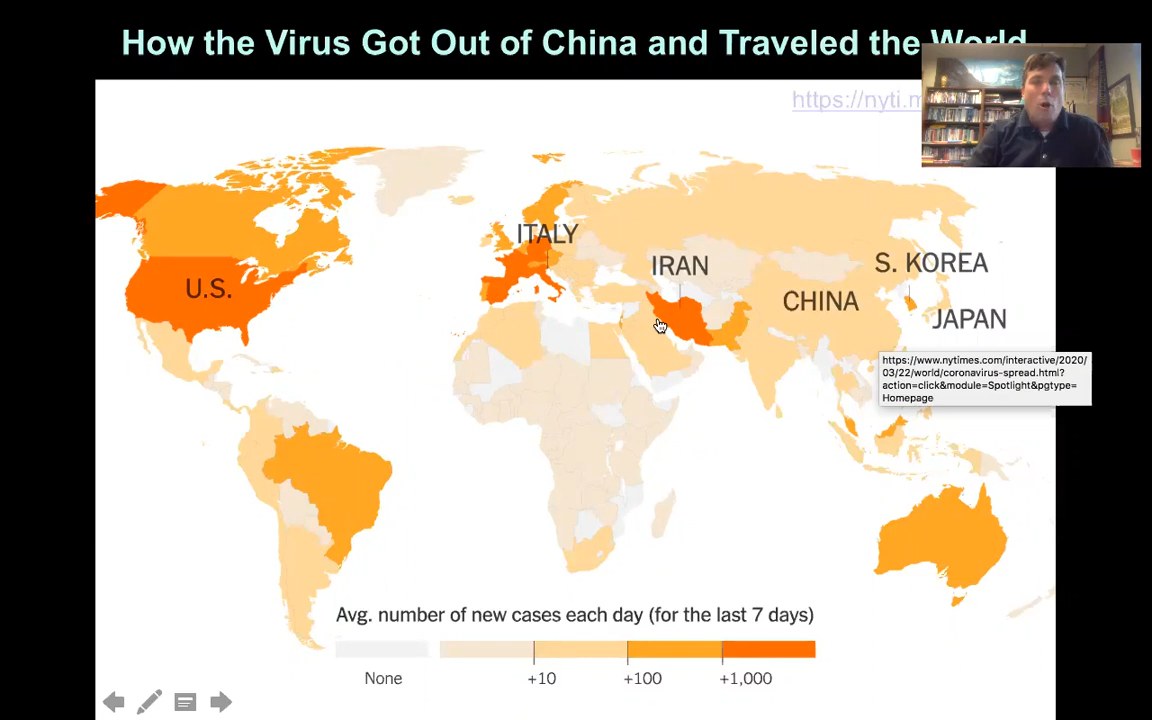 How the Virus Got Out of China and Traveled the World
https://nyti.m
ITALY
IRAN
S. KOREA
U.S.
CHINA
JAPAN
https://www.nytimes.com/interactive/2020/
03/22/world/coronavirus-spread.html?
action=click&module=Spotlight&pgtype=
Homepage
Avg. number of new cases each day (for the last 7 days)
None
+10
+100
+1,000